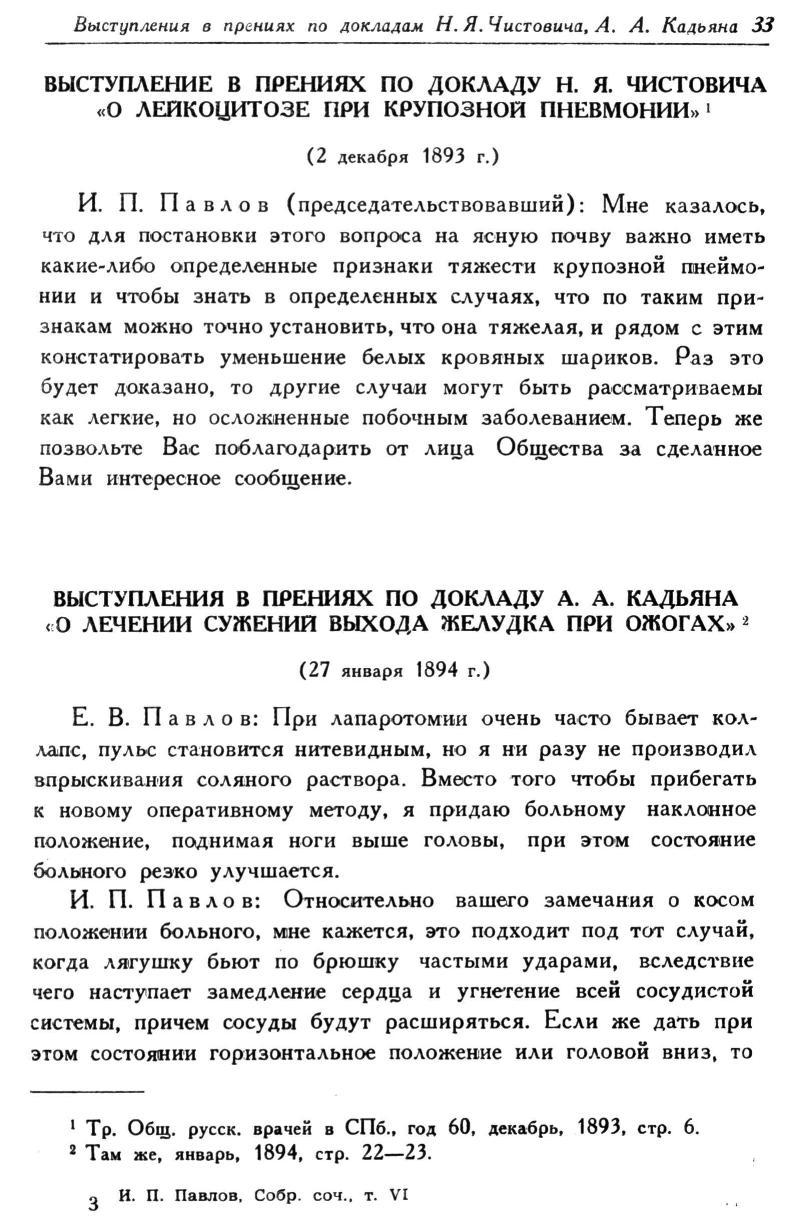 Выступления в прениях по докладам Н. Я. Чистовича, А. А. Кадьяна 33
ВЫСТУПЛЕНИЕ В ПРЕНИЯХ ПО ДОКЛАДУ Н. Я. ЧИСТОВИЧА
«О ЛЕЙКОЦИТОЗЕ ПРИ КРУПОЗНОЙ ПНЕВМОНИИ» ¹
(2 декабря 1893 г.)
И. П. Павлов (председательствовавший): Мне казалось,
что для постановки этого вопроса на ясную почву важно иметь
какие-либо определенные признаки тяжести крупозной пнеймо-
нии и чтобы знать в определенных случаях, что по таким при-
знакам можно точно установить, что она тяжелая, и рядом с этим
констатировать уменьшение белых кровяных шариков. Раз это
будет доказано, то другие случаи могут быть рассматриваемы
как легкие, но осложненные побочным заболеванием. Теперь же
позвольте Вас поблагодарить от лица Общества за сделанное
Вами интересное сообщение.
ВЫСТУПЛЕНИЯ В ПРЕНИЯХ ПО ДОКЛАДУ А. А. КАДЬЯНА
«О ЛЕЧЕНИИ СУЖЕНИЙ ВЫХОДА ЖЕЛУДКА ПРИ ОЖОГАХ» ²
(27 января 1894 г.)
Е. В. Павлов: При лапаротомии очень часто бывает кол-
лапс, пульс становится нитевидным, но я ни разу не производил
впрыскивания соляного раствора. Вместо того чтобы прибегать
к новому оперативному методу, я придаю больному наклонное
положение, поднимая ноги выше головы, при этом состояние
больного резко улучшается.
И. П. Павлов: Относительно вашего замечания о косом
положении больного, мне кажется, это подходит под тот случай,
когда лягушку бьют по брюшку частыми ударами, вследствие
чего наступает замедление сердца и угнетение всей сосудистой
системы, причем сосуды будут расширяться. Если же дать при
этом состоянии горизонтальное положение или головой вниз, то
¹ Тр. Общ. русск. врачей в СПб., год 60, декабрь, 1893, стр. 6.
² Там же, январь, 1894, стр. 22—23.
3 И. П. Павлов, Собр. соч., т. VI